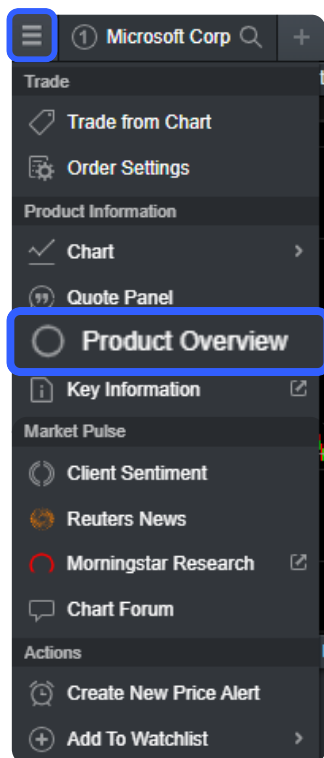 1 Microsoft Corp
Trade
Trade from Chart
Order Settings
Product Information
Chart
Quote Panel
Product Overview
Key Information
Market Pulse
Client Sentiment
Reuters News
Morningstar Research
Chart Forum
Actions
Create New Price Alert
Add To Watchlist